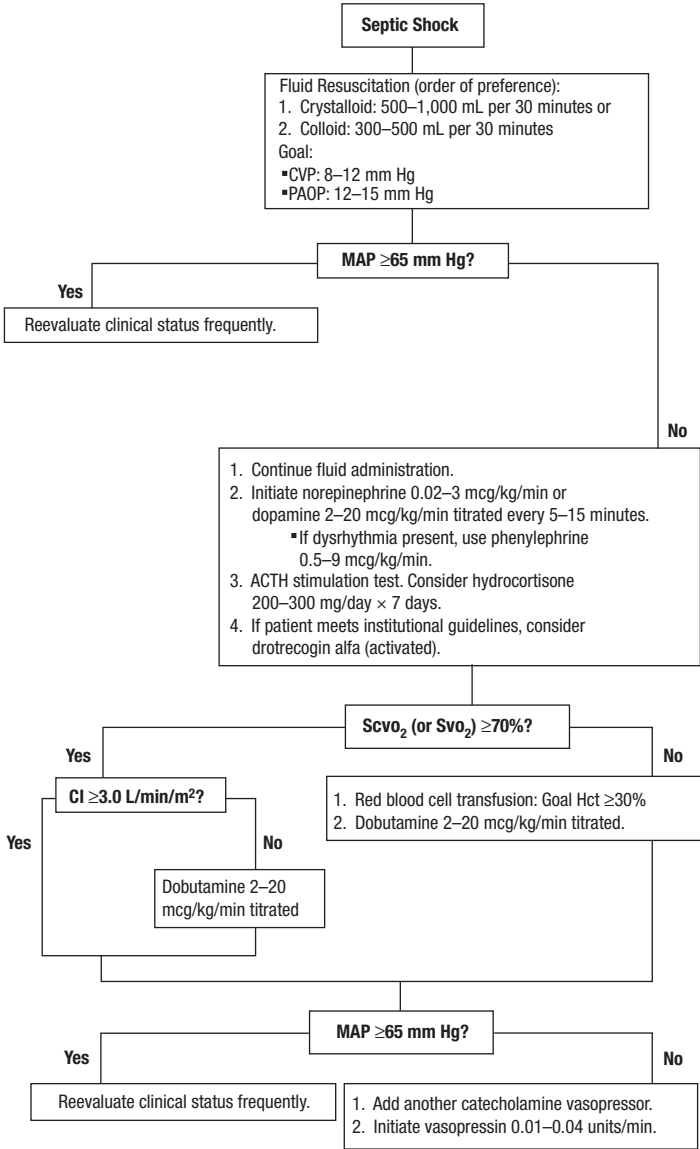 Septic Shock
Fluid Resuscitation (order of preference):
1. Crystalloid: 500–1,000 mL per 30 minutes or
2. Colloid: 300–500 mL per 30 minutes
Goal:
▪CVP: 8–12 mm Hg
▪PAOP: 12–15 mm Hg
MAP ≥65 mm Hg?
Yes
Reevaluate clinical status frequently.
No
1. Continue fluid administration.
2. Initiate norepinephrine 0.02–3 mcg/kg/min or
dopamine 2–20 mcg/kg/min titrated every 5–15 minutes.
▪If dysrhythmia present, use phenylephrine
0.5–9 mcg/kg/min.
3. ACTH stimulation test. Consider hydrocortisone
200–300 mg/day × 7 days.
4. If patient meets institutional guidelines, consider
drotrecogin alfa (activated).
Scvo₂ (or Svo₂) ≥70%?
Yes
No
CI ≥3.0 L/min/m²?
1. Red blood cell transfusion: Goal Hct ≥30%
2. Dobutamine 2–20 mcg/kg/min titrated.
Yes
No
Dobutamine 2–20
mcg/kg/min titrated
MAP ≥65 mm Hg?
Yes
No
Reevaluate clinical status frequently.
1. Add another catecholamine vasopressor.
2. Initiate vasopressin 0.01–0.04 units/min.